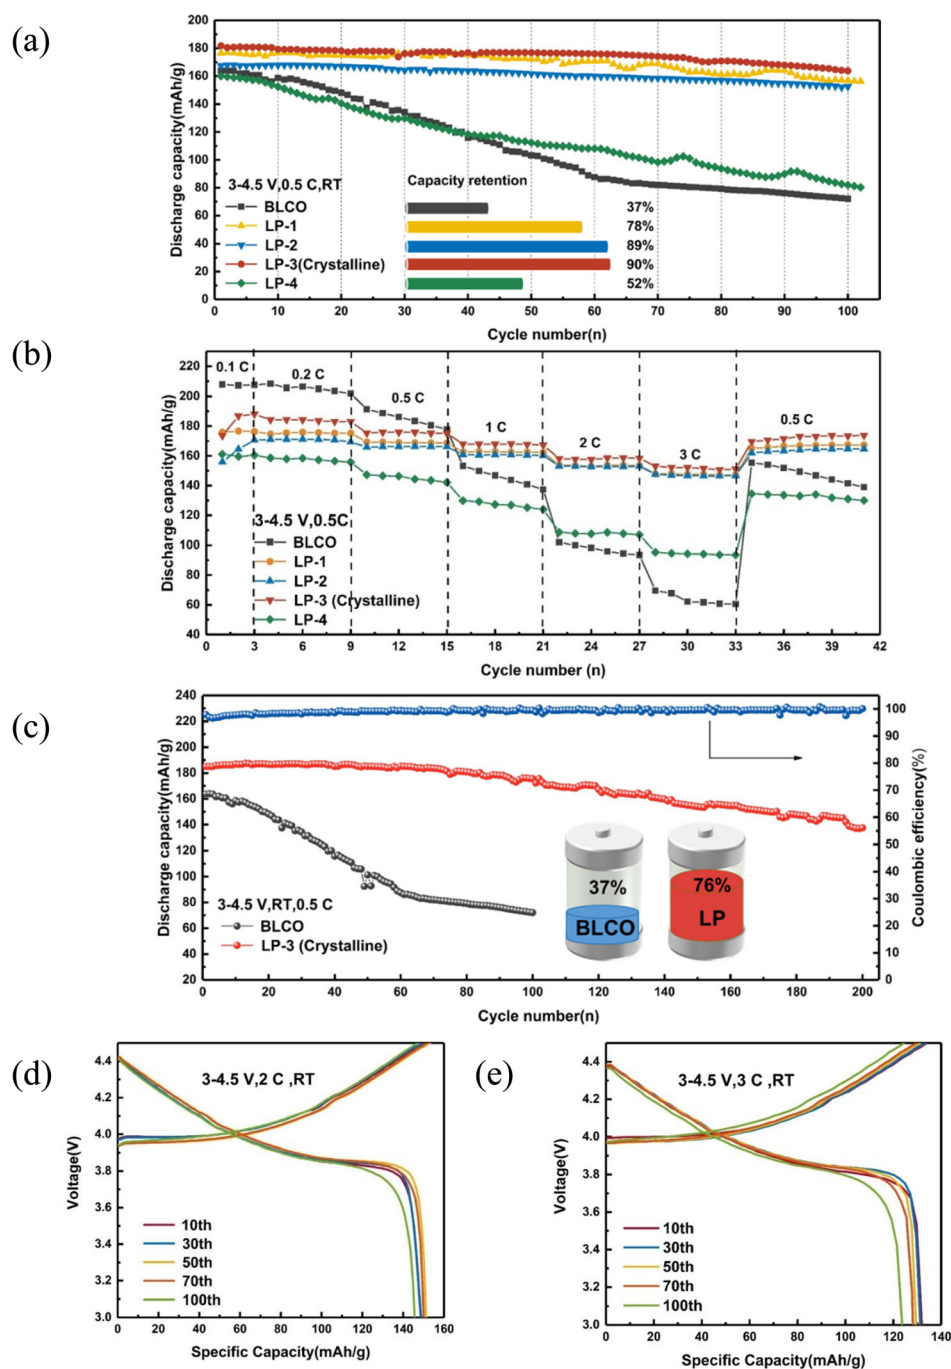 (a)
200
180
160
140
120
100
80
60
40
20
0
Discharge capacity(mAh/g)
3-4.5 V,0.5 C,RT
BLCO
LP-1
LP-2
LP-3(Crystalline)
LP-4
Capacity retention
37%
78%
89%
90%
52%
0 10 20 30 40 50 60 70 80 90 100
Cycle number(n)
(b)
220
200
180
160
140
120
100
80
60
40
Discharge capacity(mAh/g)
0.1 C 0.2 C 0.5 C 1 C 2 C 3 C 0.5 C
3-4.5 V,0.5C
BLCO
LP-1
LP-2
LP-3 (Crystalline)
LP-4
0 3 6 9 12 15 18 21 24 27 30 33 36 39 42
Cycle number (n)
(c)
240
220
200
180
160
140
120
100
80
60
40
20
Discharge capacity(mAh/g)
100
90
80
70
60
50
40
30
20
10
0
Coulombic efficiency(%)
3-4.5 V,RT,0.5 C
BLCO
LP-3 (Crystalline)
37%
BLCO
76%
LP
0 20 40 60 80 100 120 140 160 180 200
Cycle number(n)
(d)
4.4
4.2
4.0
3.8
3.6
3.4
3.2
3.0
Voltage(V)
3-4.5 V,2 C ,RT
10th
30th
50th
70th
100th
0 20 40 60 80 100 120 140 160
Specific Capacity(mAh/g)
(e)
4.4
4.2
4.0
3.8
3.6
3.4
3.2
3.0
Voltage(V)
3-4.5 V,3 C ,RT
10th
30th
50th
70th
100th
0 20 40 60 80 100 120 140
Specific Capacity(mAh/g)